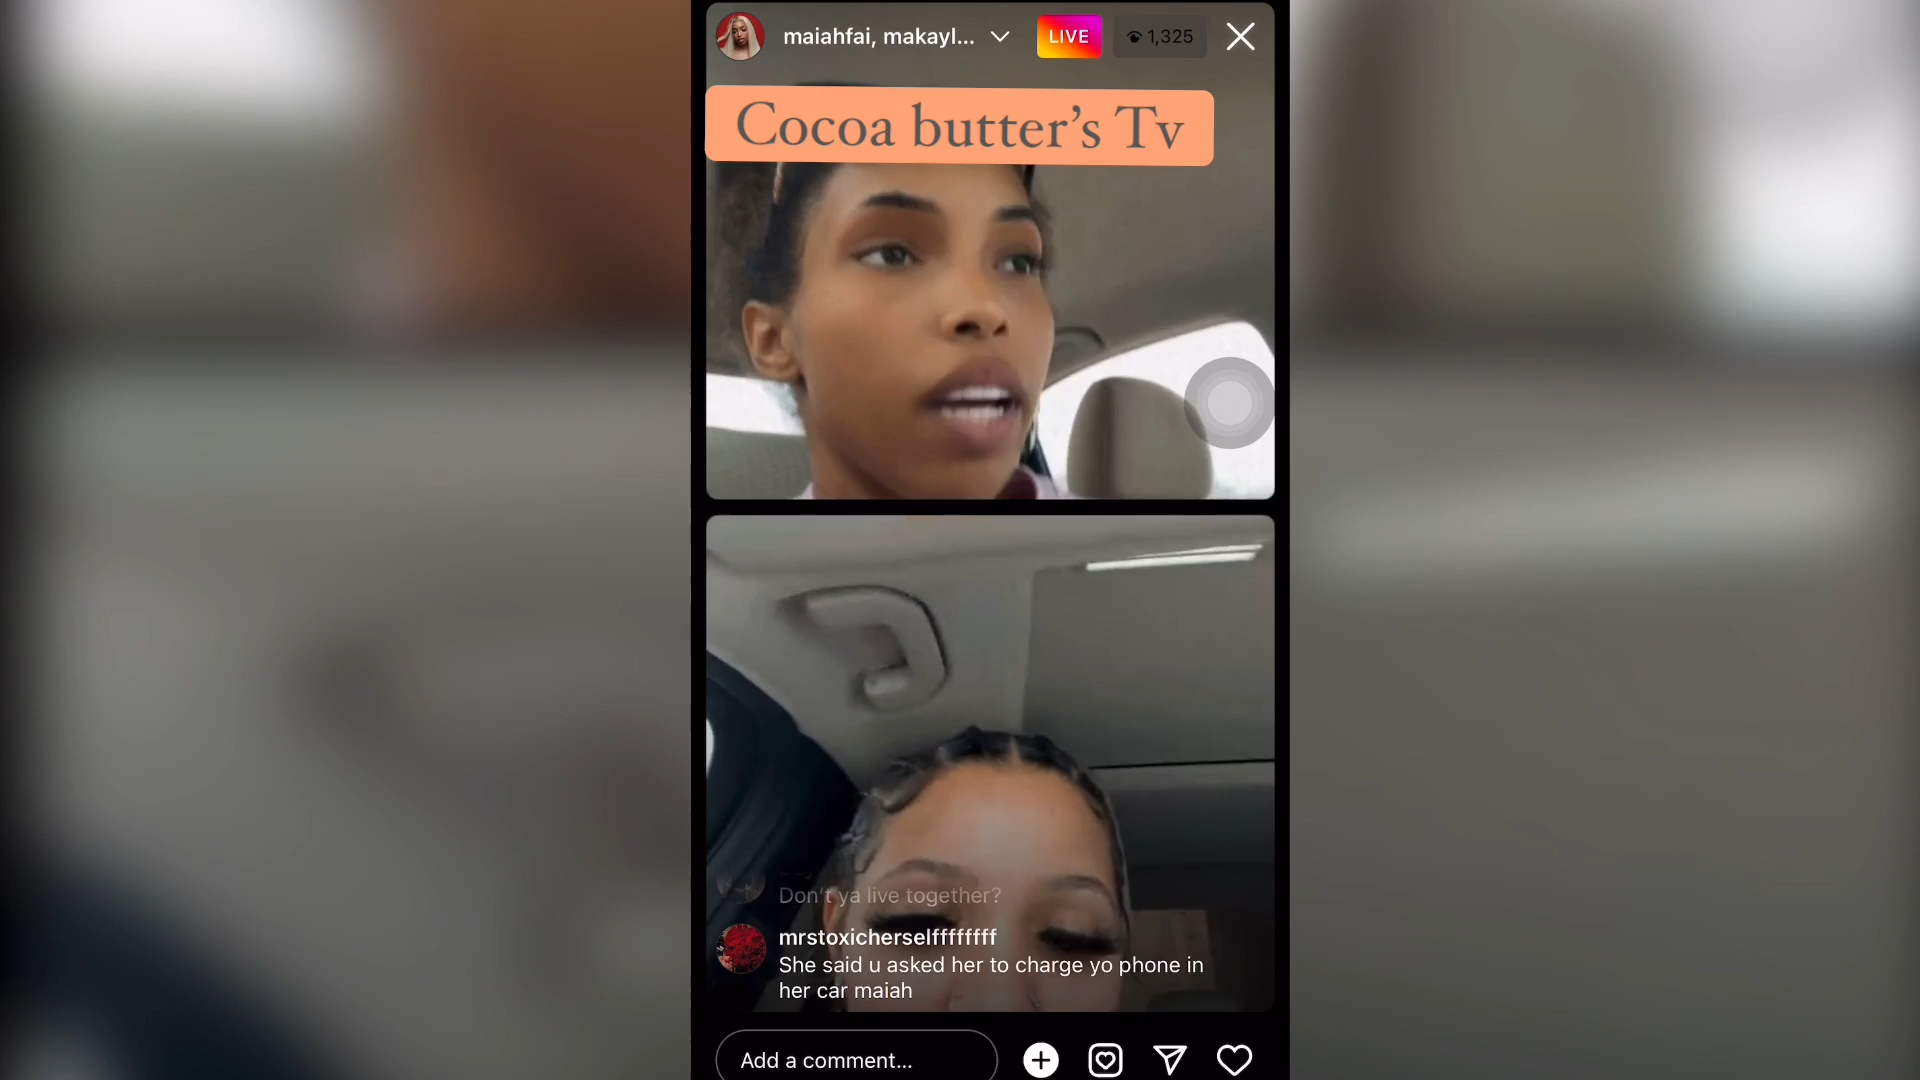 maiahfai, makayl...
LIVE
1,325
Cocoa butter's Tv
Don't ya live together?
mrstoxicherselffffffff
She said u asked her to charge yo phone in
her car maiah
Add a comment...